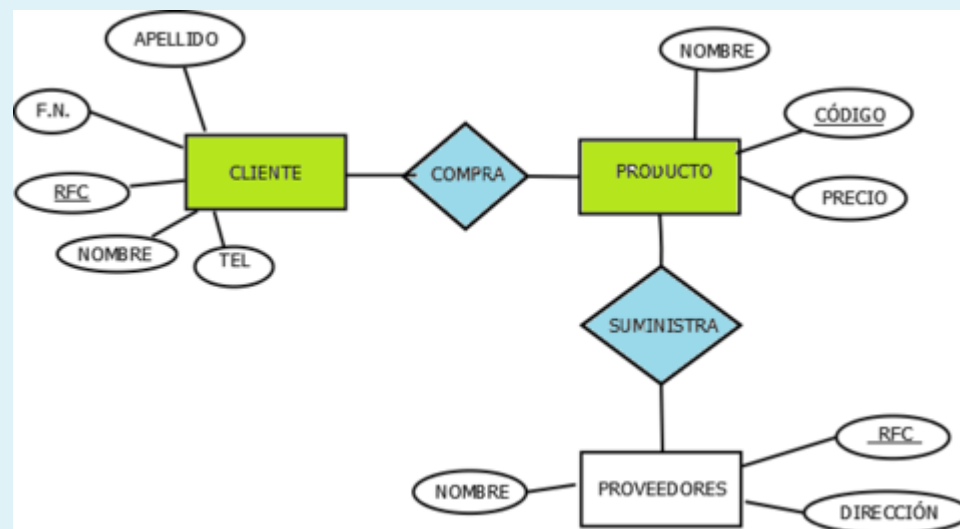 APELLIDO
NOMBRE
F.N.
CÓDIGO
CLIENTE
COMPRA
PRODUCTO
RFC
PRECIO
NOMBRE
TEL
SUMINISTRA
RFC
NOMBRE
PROVEEDORES
DIRECCIÓN